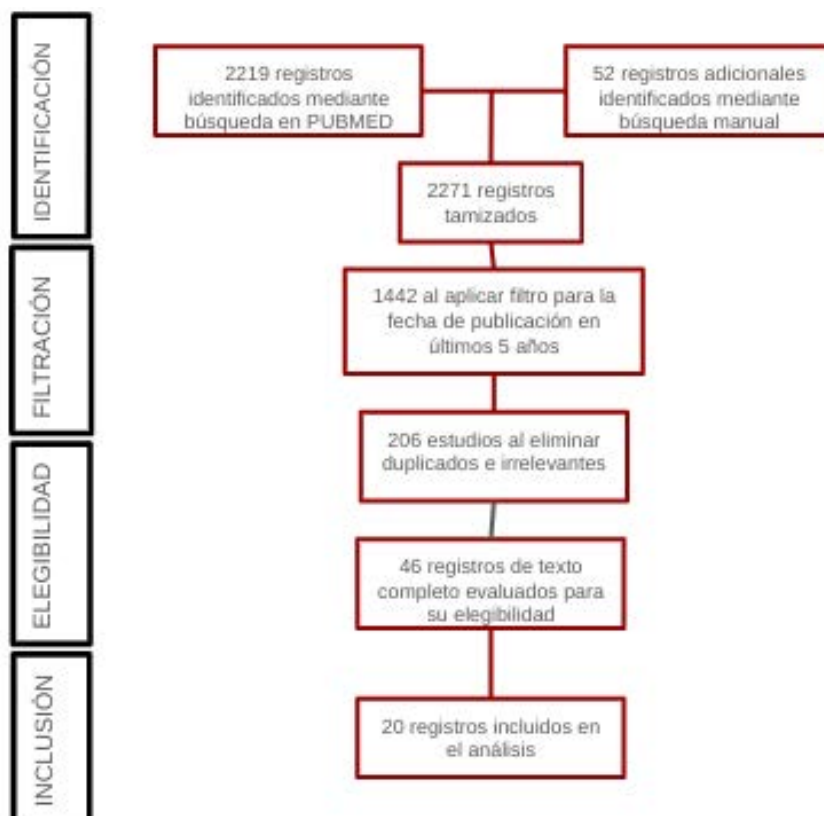 IDENTIFICACIÓN
2219 registros
identificados mediante
búsqueda en PUBMED
52 registros adicionales
identificados mediante
búsqueda manual
2271 registros
tamizados
FILTRACIÓN
1442 al aplicar filtro para la
fecha de publicación en
últimos 5 años
206 estudios al eliminar
duplicados e irrelevantes
ELEGIBILIDAD
46 registros de texto
completo evaluados para
su elegibilidad
INCLUSIÓN
20 registros incluidos en
el análisis